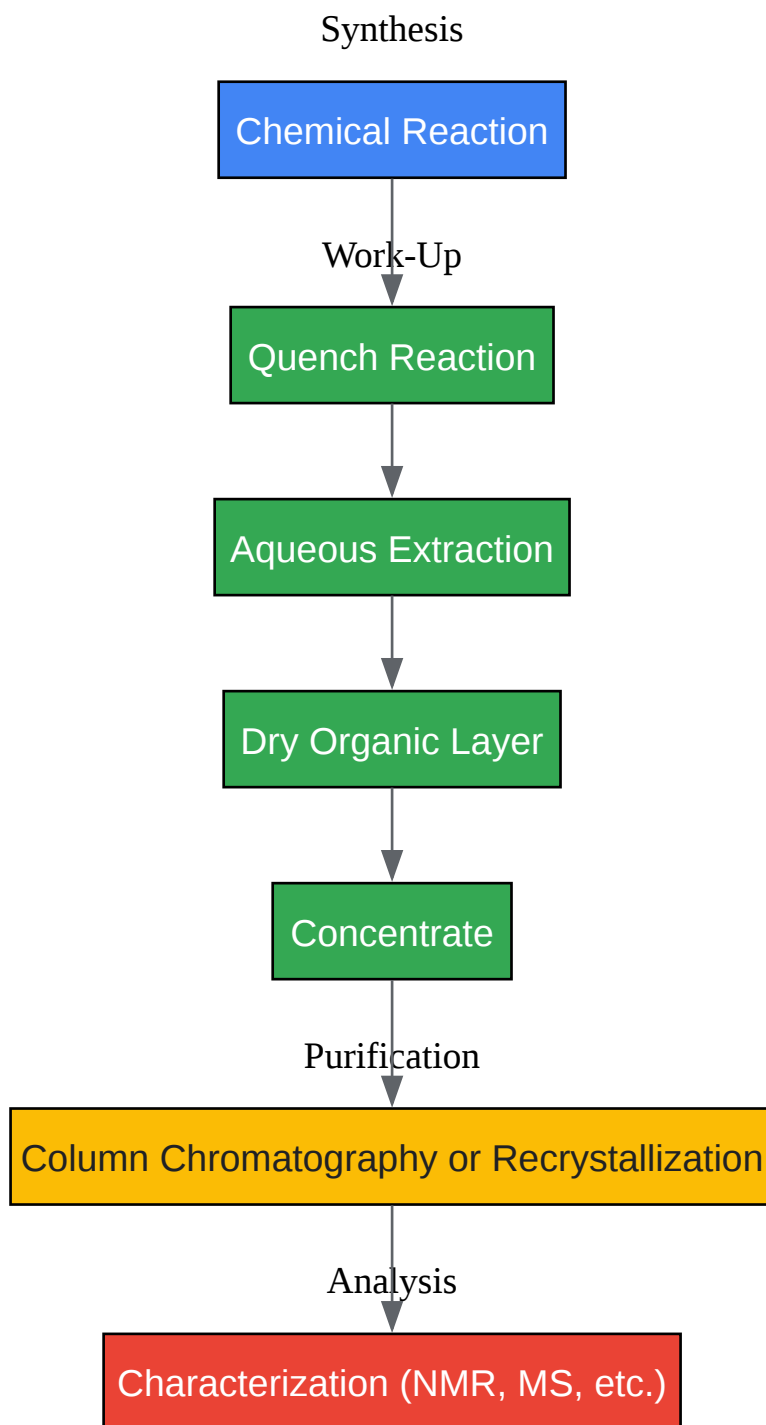 Synthesis
Chemical Reaction
Work-Up
Quench Reaction
Aqueous Extraction
Dry Organic Layer
Concentrate
Purification
Column Chromatography or Recrystallization
Analysis
Characterization (NMR, MS, etc.)